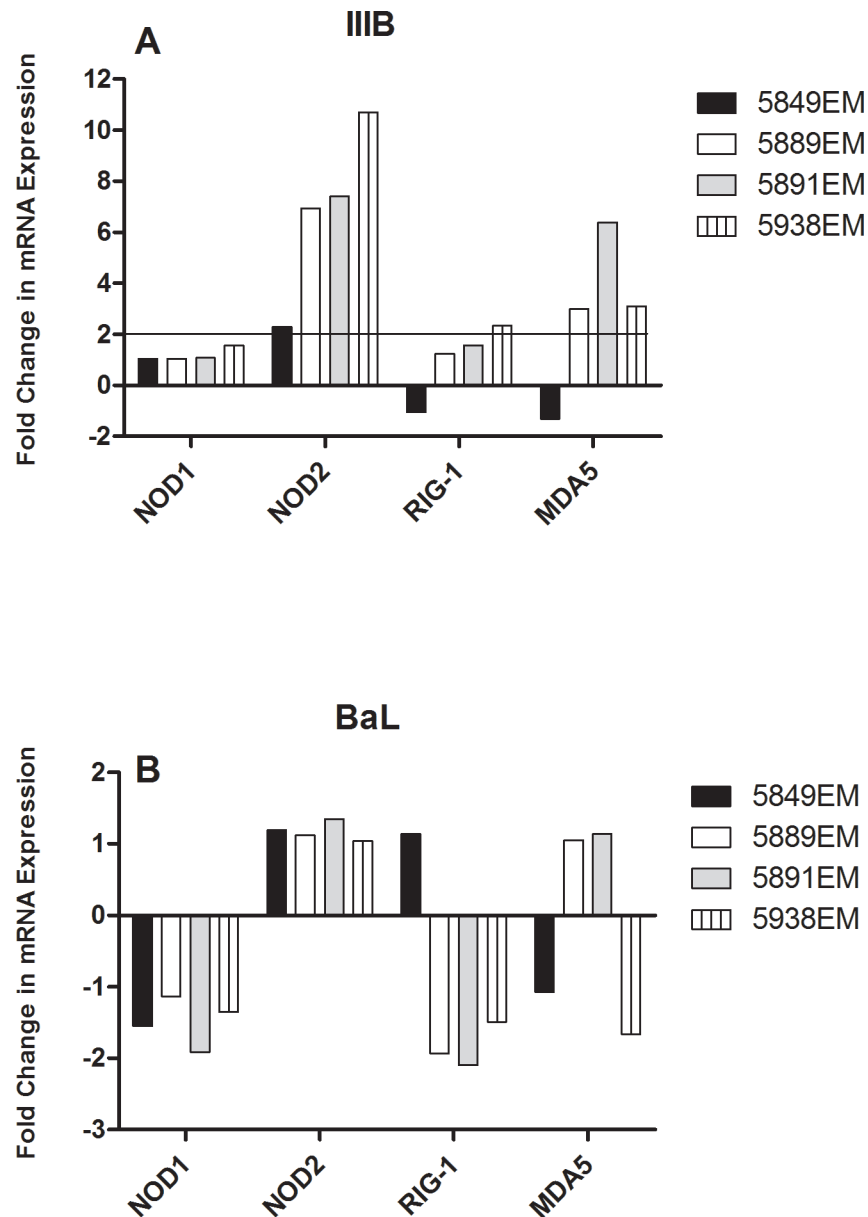 IIIB
A
Fold Change in mRNA Expression
12
10
8
6
4
2
0
-2
NOD1
NOD2
RIG-1
MDA5
5849EM
5889EM
5891EM
5938EM
BaL
B
Fold Change in mRNA Expression
2
1
0
-1
-2
-3
NOD1
NOD2
RIG-1
MDA5
5849EM
5889EM
5891EM
5938EM